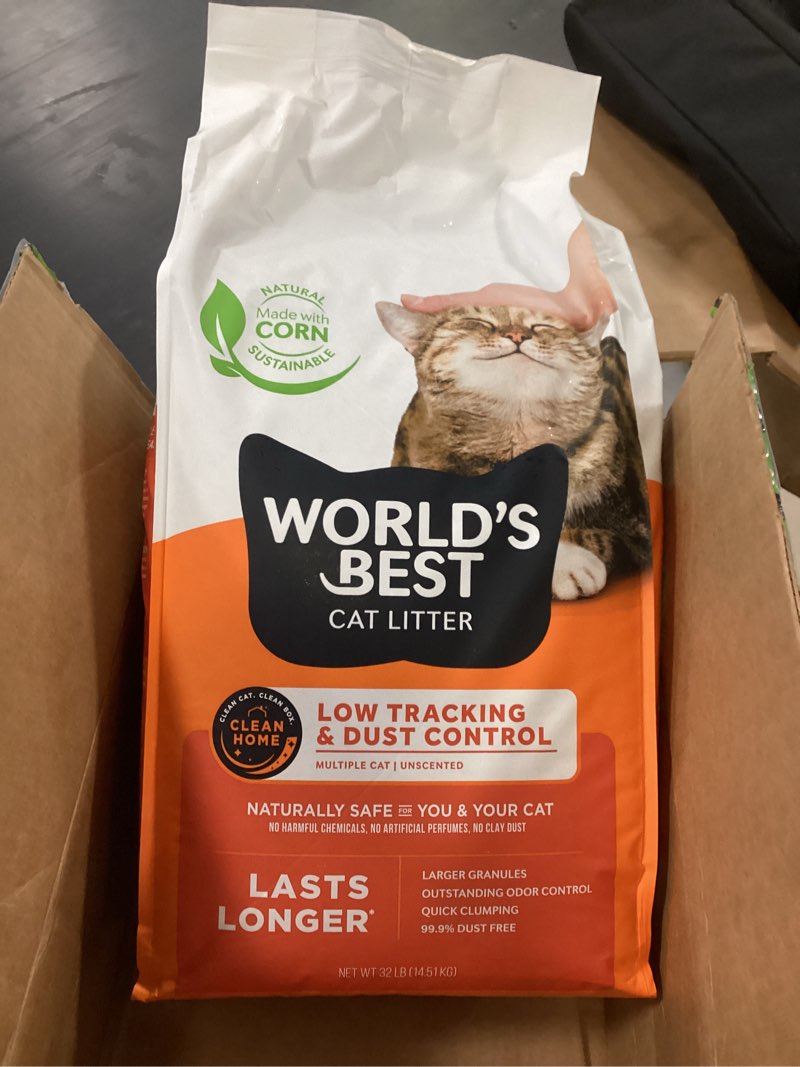 NATURAL
Made with
CORN
SUSTAINABLE
WORLD'S
BEST
CAT LITTER
CLEAN CAT. CLEAN BOX.
CLEAN
HOME
LOW TRACKING
& DUST CONTROL
MULTIPLE CAT | UNSCENTED
NATURALLY SAFE FOR YOU & YOUR CAT
NO HARMFUL CHEMICALS, NO ARTIFICIAL PERFUMES, NO CLAY DUST
LASTS
LONGER*
LARGER GRANULES
OUTSTANDING ODOR CONTROL
QUICK CLUMPING
99.9% DUST FREE
NET WT 32 LB (14.51 KG)